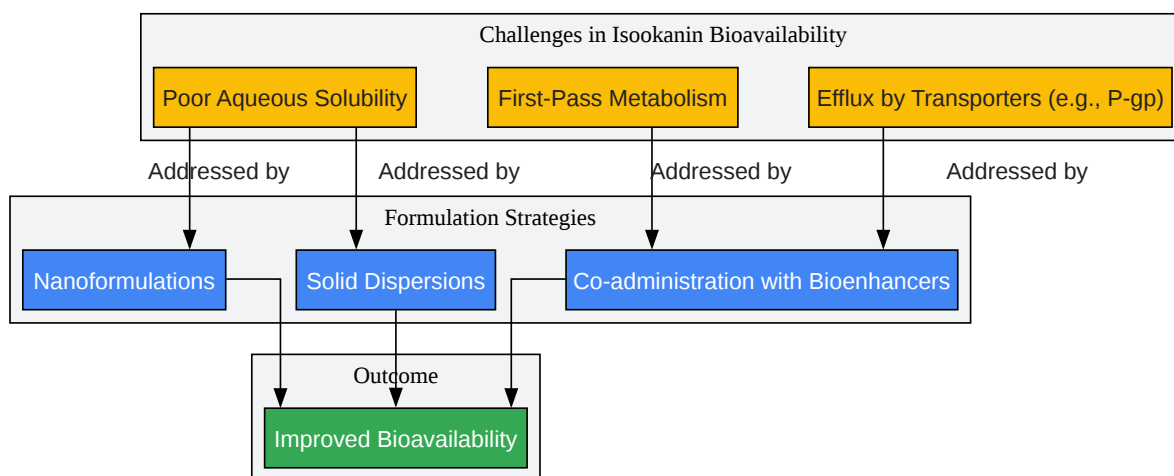 Challenges in Isookanin Bioavailability
Poor Aqueous Solubility
First-Pass Metabolism
Efflux by Transporters (e.g., P-gp)
Addressed by
Addressed by
Addressed by
Addressed by
Formulation Strategies
Nanoformulations
Solid Dispersions
Co-administration with Bioenhancers
Outcome
Improved Bioavailability